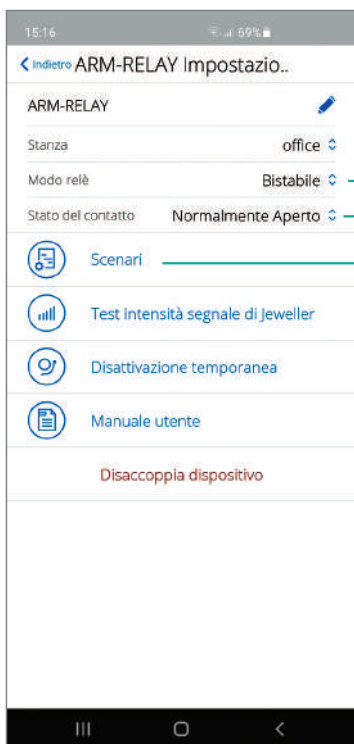 15:16 69%
Indietro ARM-RELAY Impostazio..
ARM-RELAY
Stanza office
Modo relè Bistabile
Stato del contatto Normalmente Aperto
Scenari
Test intensità segnale di Jeweller
Disattivazione temporanea
Manuale utente
Disaccoppia dispositivo